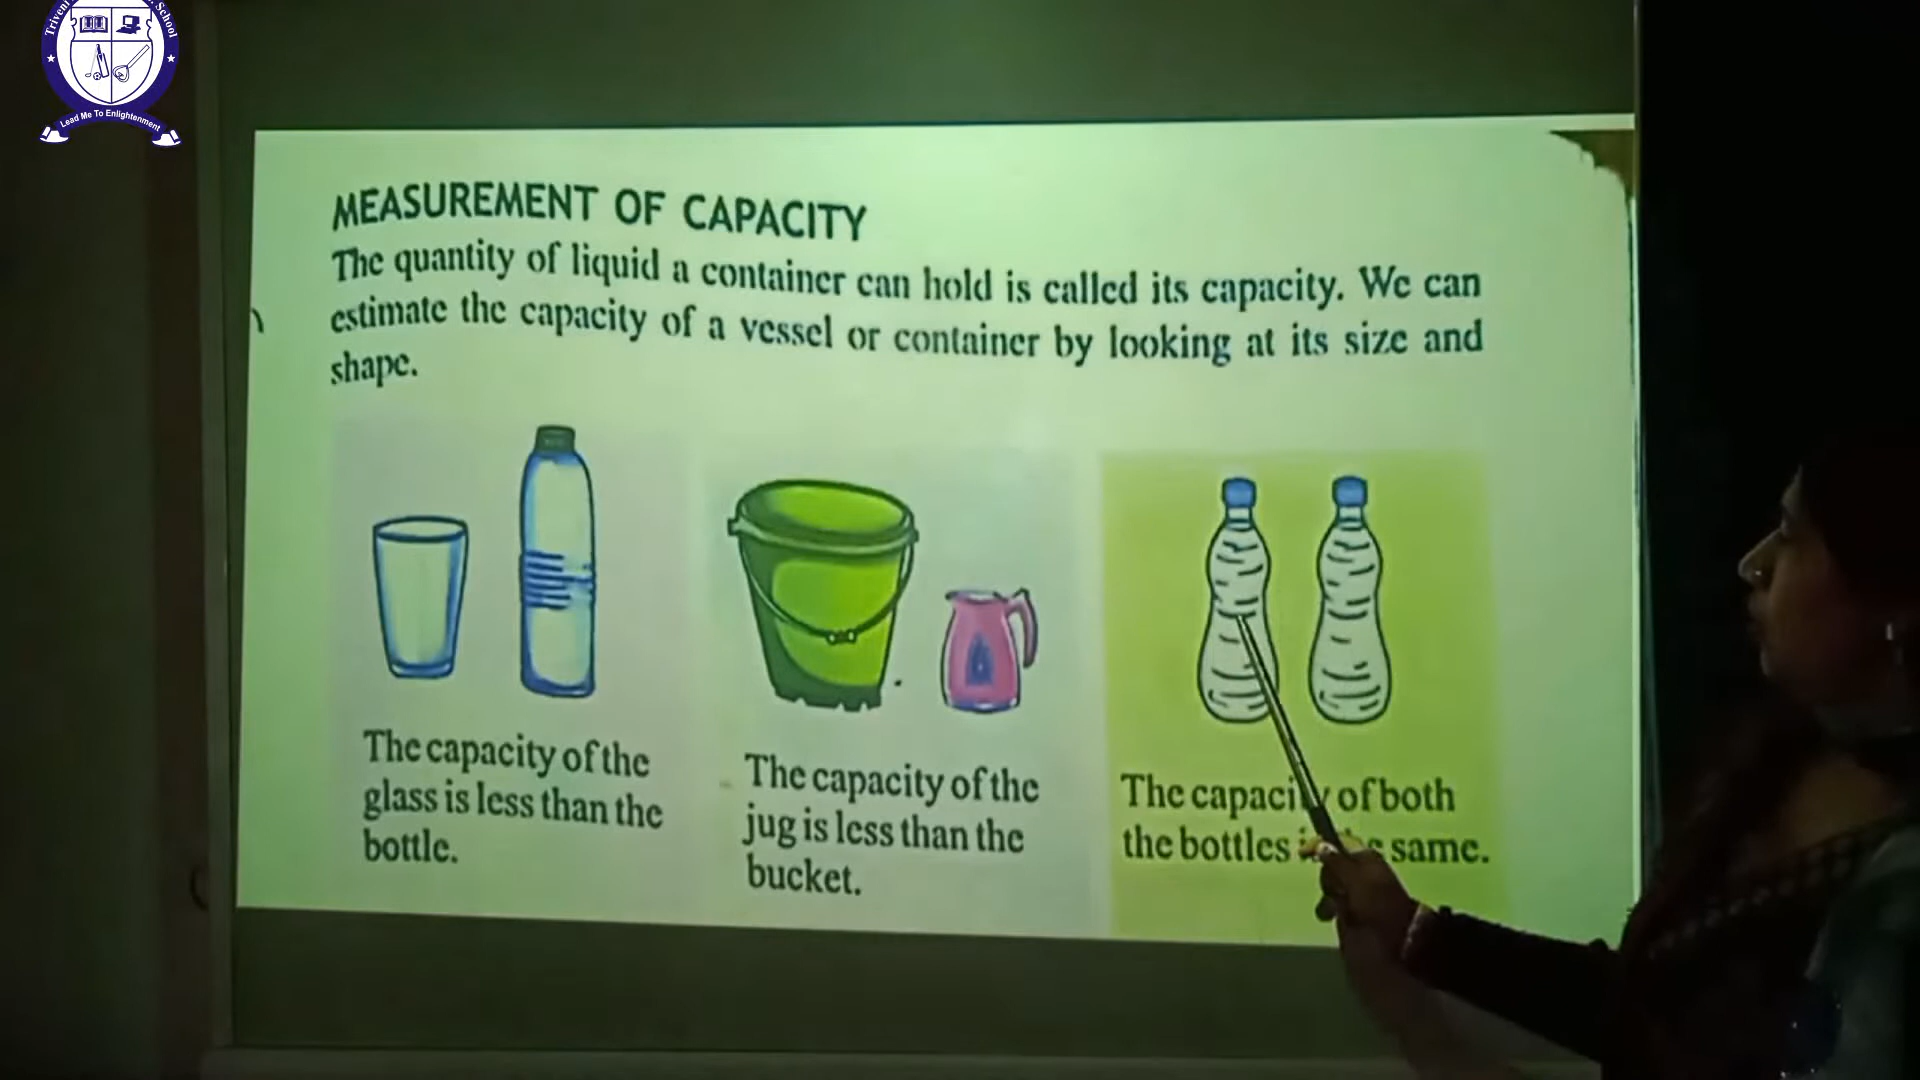 Triveni School
Lead Me To Enlightenment
MEASUREMENT OF CAPACITY
The quantity of liquid a container can hold is called its capacity. We can
estimate the capacity of a vessel or container by looking at its size and
shape.
The capacity of the
glass is less than the
bottle.
The capacity of the
jug is less than the
bucket.
The capacity of both
the bottles same.